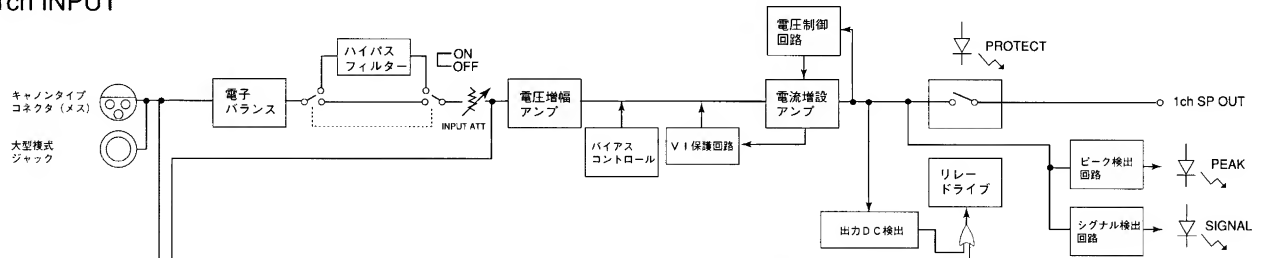 1ch INPUT
キャノンタイプ
コネクタ（メス）
大型複式
ジャック
電子
バランス
ハイパス
フィルター
ON
OFF
INPUT ATT
電圧増幅
アンプ
バイアス
コントロール
VI保護回路
電圧制御
回路
電流増設
アンプ
PROTECT
1ch SP OUT
リレー
ドライブ
出力DC検出
ピーク検出
回路
PEAK
シグナル検出
回路
SIGNAL